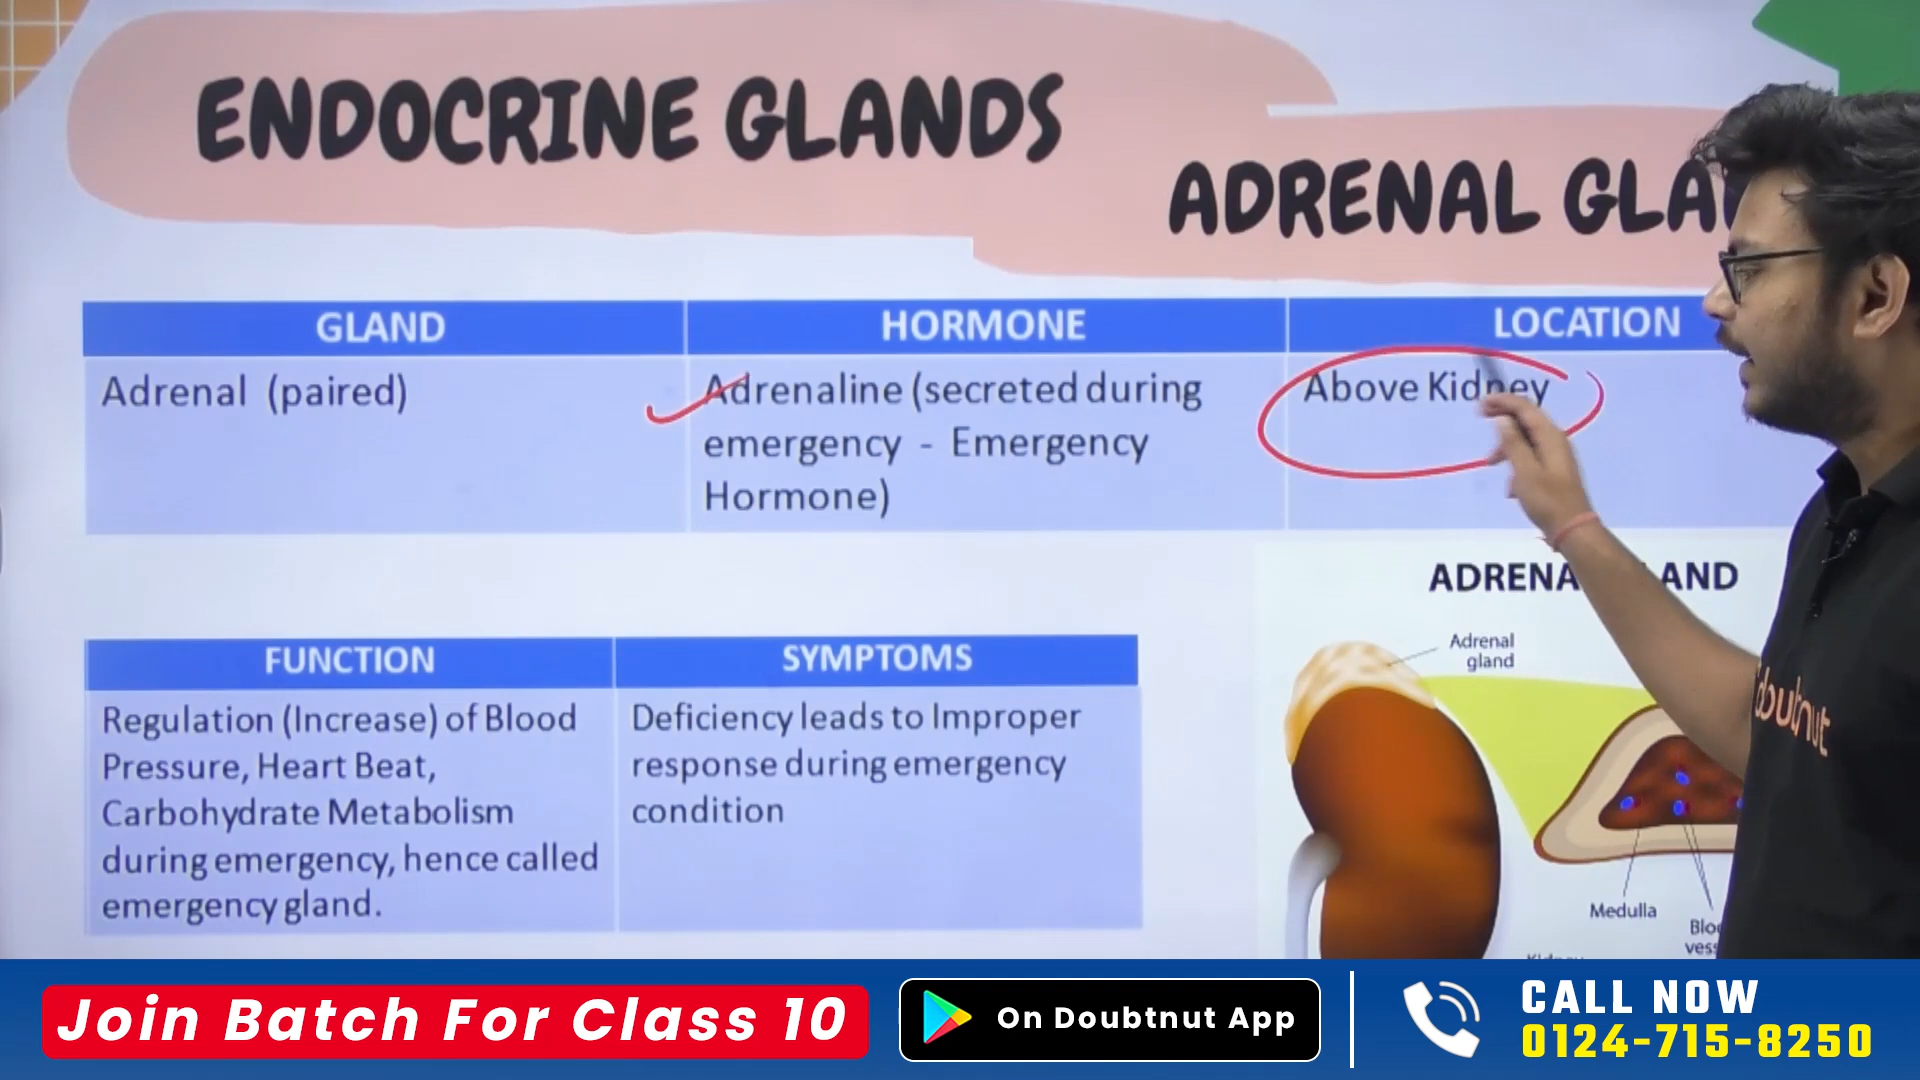 ENDOCRINE GLANDS
ADRENAL
GLAND
HORMONE
LOCATION
Adrenal (paired)
Adrenaline (secreted during
emergency - Emergency
Hormone)
Above Kidney
ADRENA AND
Adrenal
gland
FUNCTION
SYMPTOMS
Regulation (Increase) of Blood
Pressure, Heart Beat,
Carbohydrate Metabolism
during emergency, hence called
emergency gland.
Deficiency leads to Improper
response during emergency
condition
Medulla
doubtnut
Join Batch For Class 10
On Doubtnut App
CALL NOW
0124-715-8250